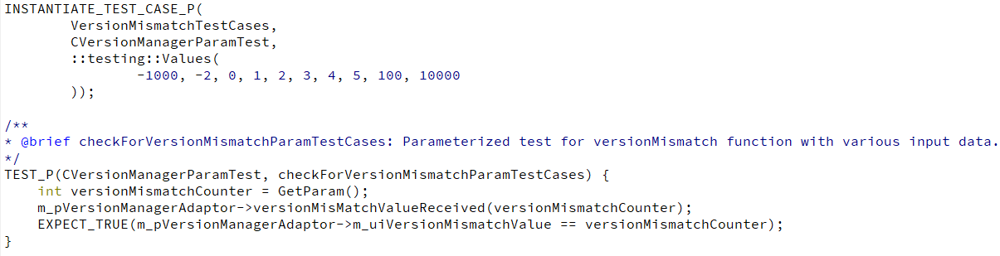 INSTANTIATE_TEST_CASE_P(
        VersionMismatchTestCases,
        CVersionManagerParamTest,
        ::testing::Values(
                -1000, -2, 0, 1, 2, 3, 4, 5, 100, 10000
        ));

/**
* @brief checkForVersionMismatchParamTestCases: Parameterized test for versionMismatch function with various input data.
*/
TEST_P(CVersionManagerParamTest, checkForVersionMismatchParamTestCases) {
    int versionMismatchCounter = GetParam();
    m_pVersionManagerAdaptor->versionMisMatchValueReceived(versionMismatchCounter);
    EXPECT_TRUE(m_pVersionManagerAdaptor->m_uiVersionMismatchValue == versionMismatchCounter);
}